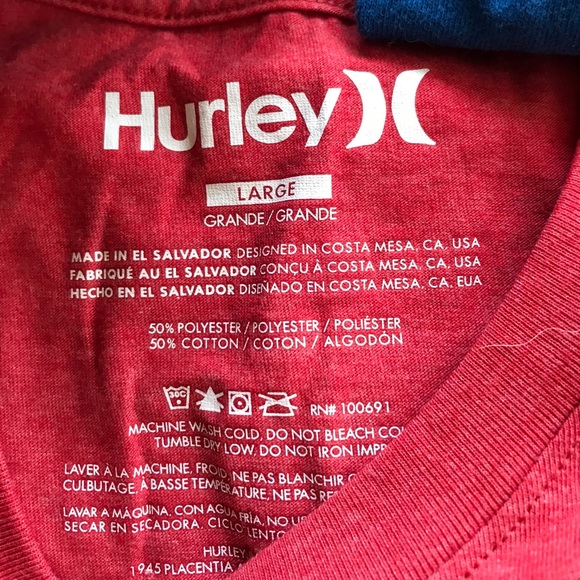 Hurley
LARGE
GRANDE/GRANDE
MADE IN EL SALVADOR DESIGNED IN COSTA MESA, CA. USA
FABRIQUÉ AU EL SALVADOR CONÇU À COSTA MESA, CA. USA
HECHO EN EL SALVADOR DISEÑADO EN COSTA MESA, CA. EUA
50% POLYESTER/POLYESTER/POLIÉSTER
50% COTTON/COTON/ALGODÓN
30C
RN# 100691
MACHINE WASH COLD, DO NOT BLEACH
TUMBLE DRY LOW, DO NOT IRON
LAVER À LA MACHINE, FROID, NE PAS BLANCHIR
CULBUTAGE, À BASSE TEMPÉRATURE, NE PAS
LAVAR A MÁQUINA, CON AGUA FRÍA, NO
SECAR EN SECADORA, CICLO LENTO
HURLEY
1945 PLACENTIA